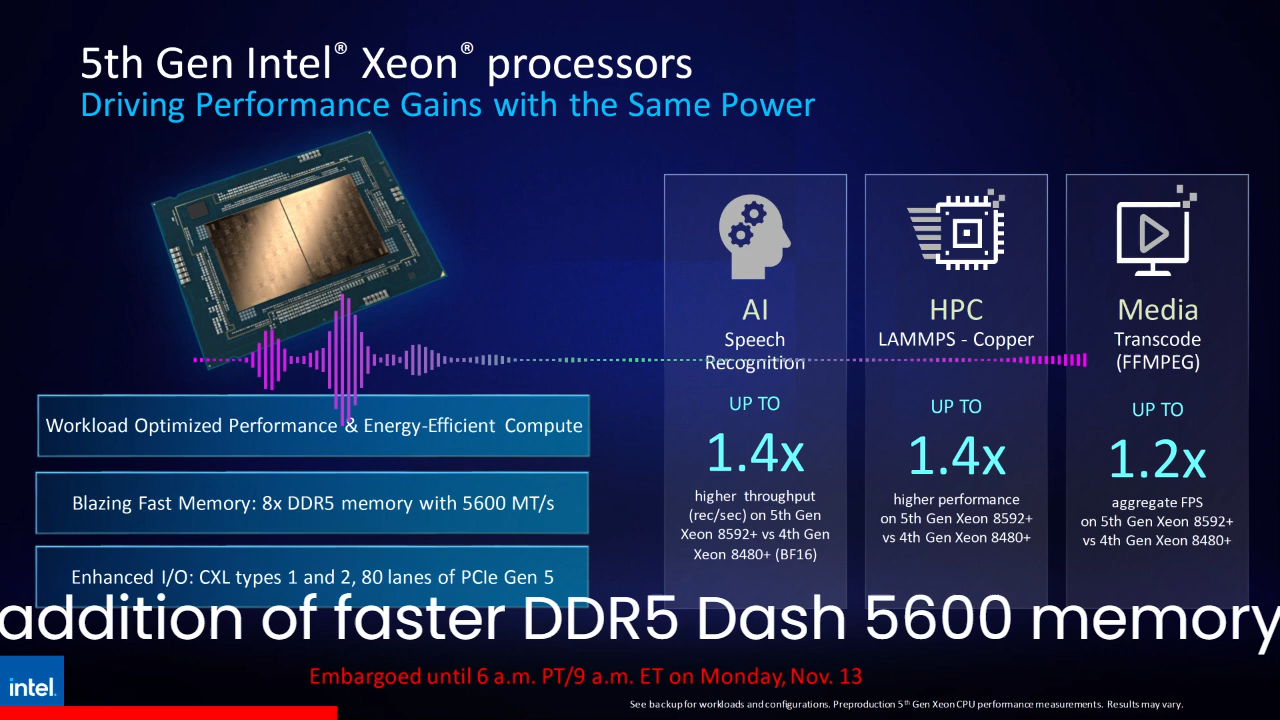 5th Gen Intel® Xeon® processors
Driving Performance Gains with the Same Power
Workload Optimized Performance & Energy-Efficient Compute
Blazing Fast Memory: 8x DDR5 memory with 5600 MT/s
Enhanced I/O: CXL types 1 and 2, 80 lanes of PCIe Gen 5
AI
Speech
Recognition
UP TO
1.4x
higher throughput
(rec/sec) on 5th Gen
Xeon 8592+ vs 4th Gen
Xeon 8480+ (BF16)
HPC
LAMMPS - Copper
UP TO
1.4x
higher performance
on 5th Gen Xeon 8592+
vs 4th Gen Xeon 8480+
Media
Transcode
(FFMPEG)
UP TO
1.2x
aggregate FPS
on 5th Gen Xeon 8592+
vs 4th Gen Xeon 8480+
addition of faster DDR5 Dash 5600 memory
Embargoed until 6 a.m. PT/9 a.m. ET on Monday, Nov. 13
intel.
See backup for workloads and configurations. Preproduction 5th Gen Xeon CPU performance measurements. Results may vary.